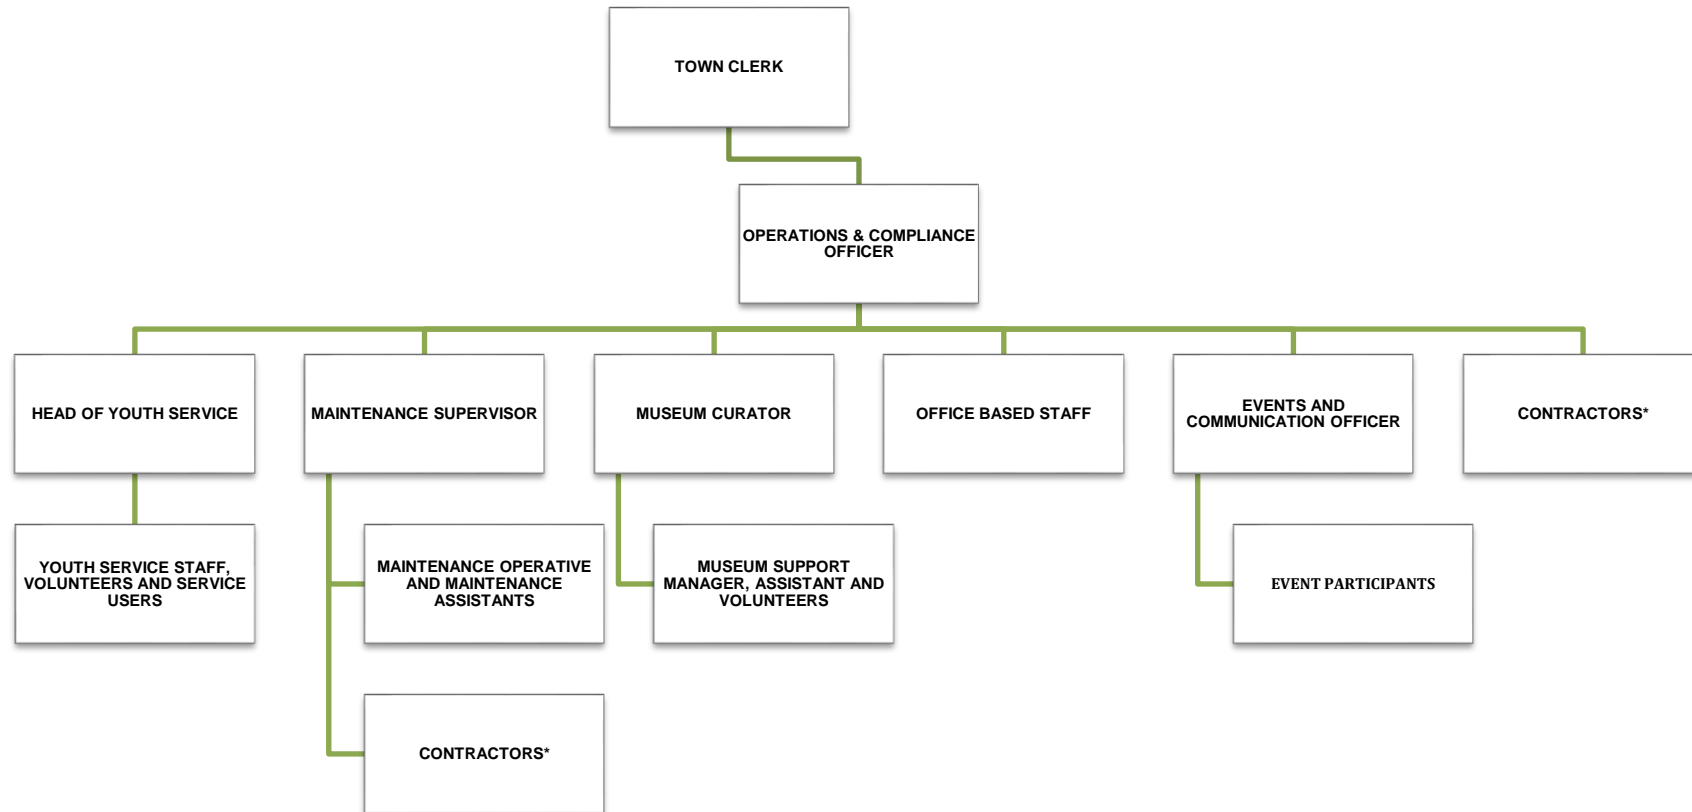 TOWN CLERK
OPERATIONS & COMPLIANCE
OFFICER
HEAD OF YOUTH SERVICE
MAINTENANCE SUPERVISOR
MUSEUM CURATOR
OFFICE BASED STAFF
EVENTS AND
COMMUNICATION OFFICER
CONTRACTORS*
YOUTH SERVICE STAFF,
VOLUNTEERS AND SERVICE
USERS
MAINTENANCE OPERATIVE
AND MAINTENANCE
ASSISTANTS
MUSEUM SUPPORT
MANAGER, ASSISTANT AND
VOLUNTEERS
EVENT PARTICIPANTS
CONTRACTORS*